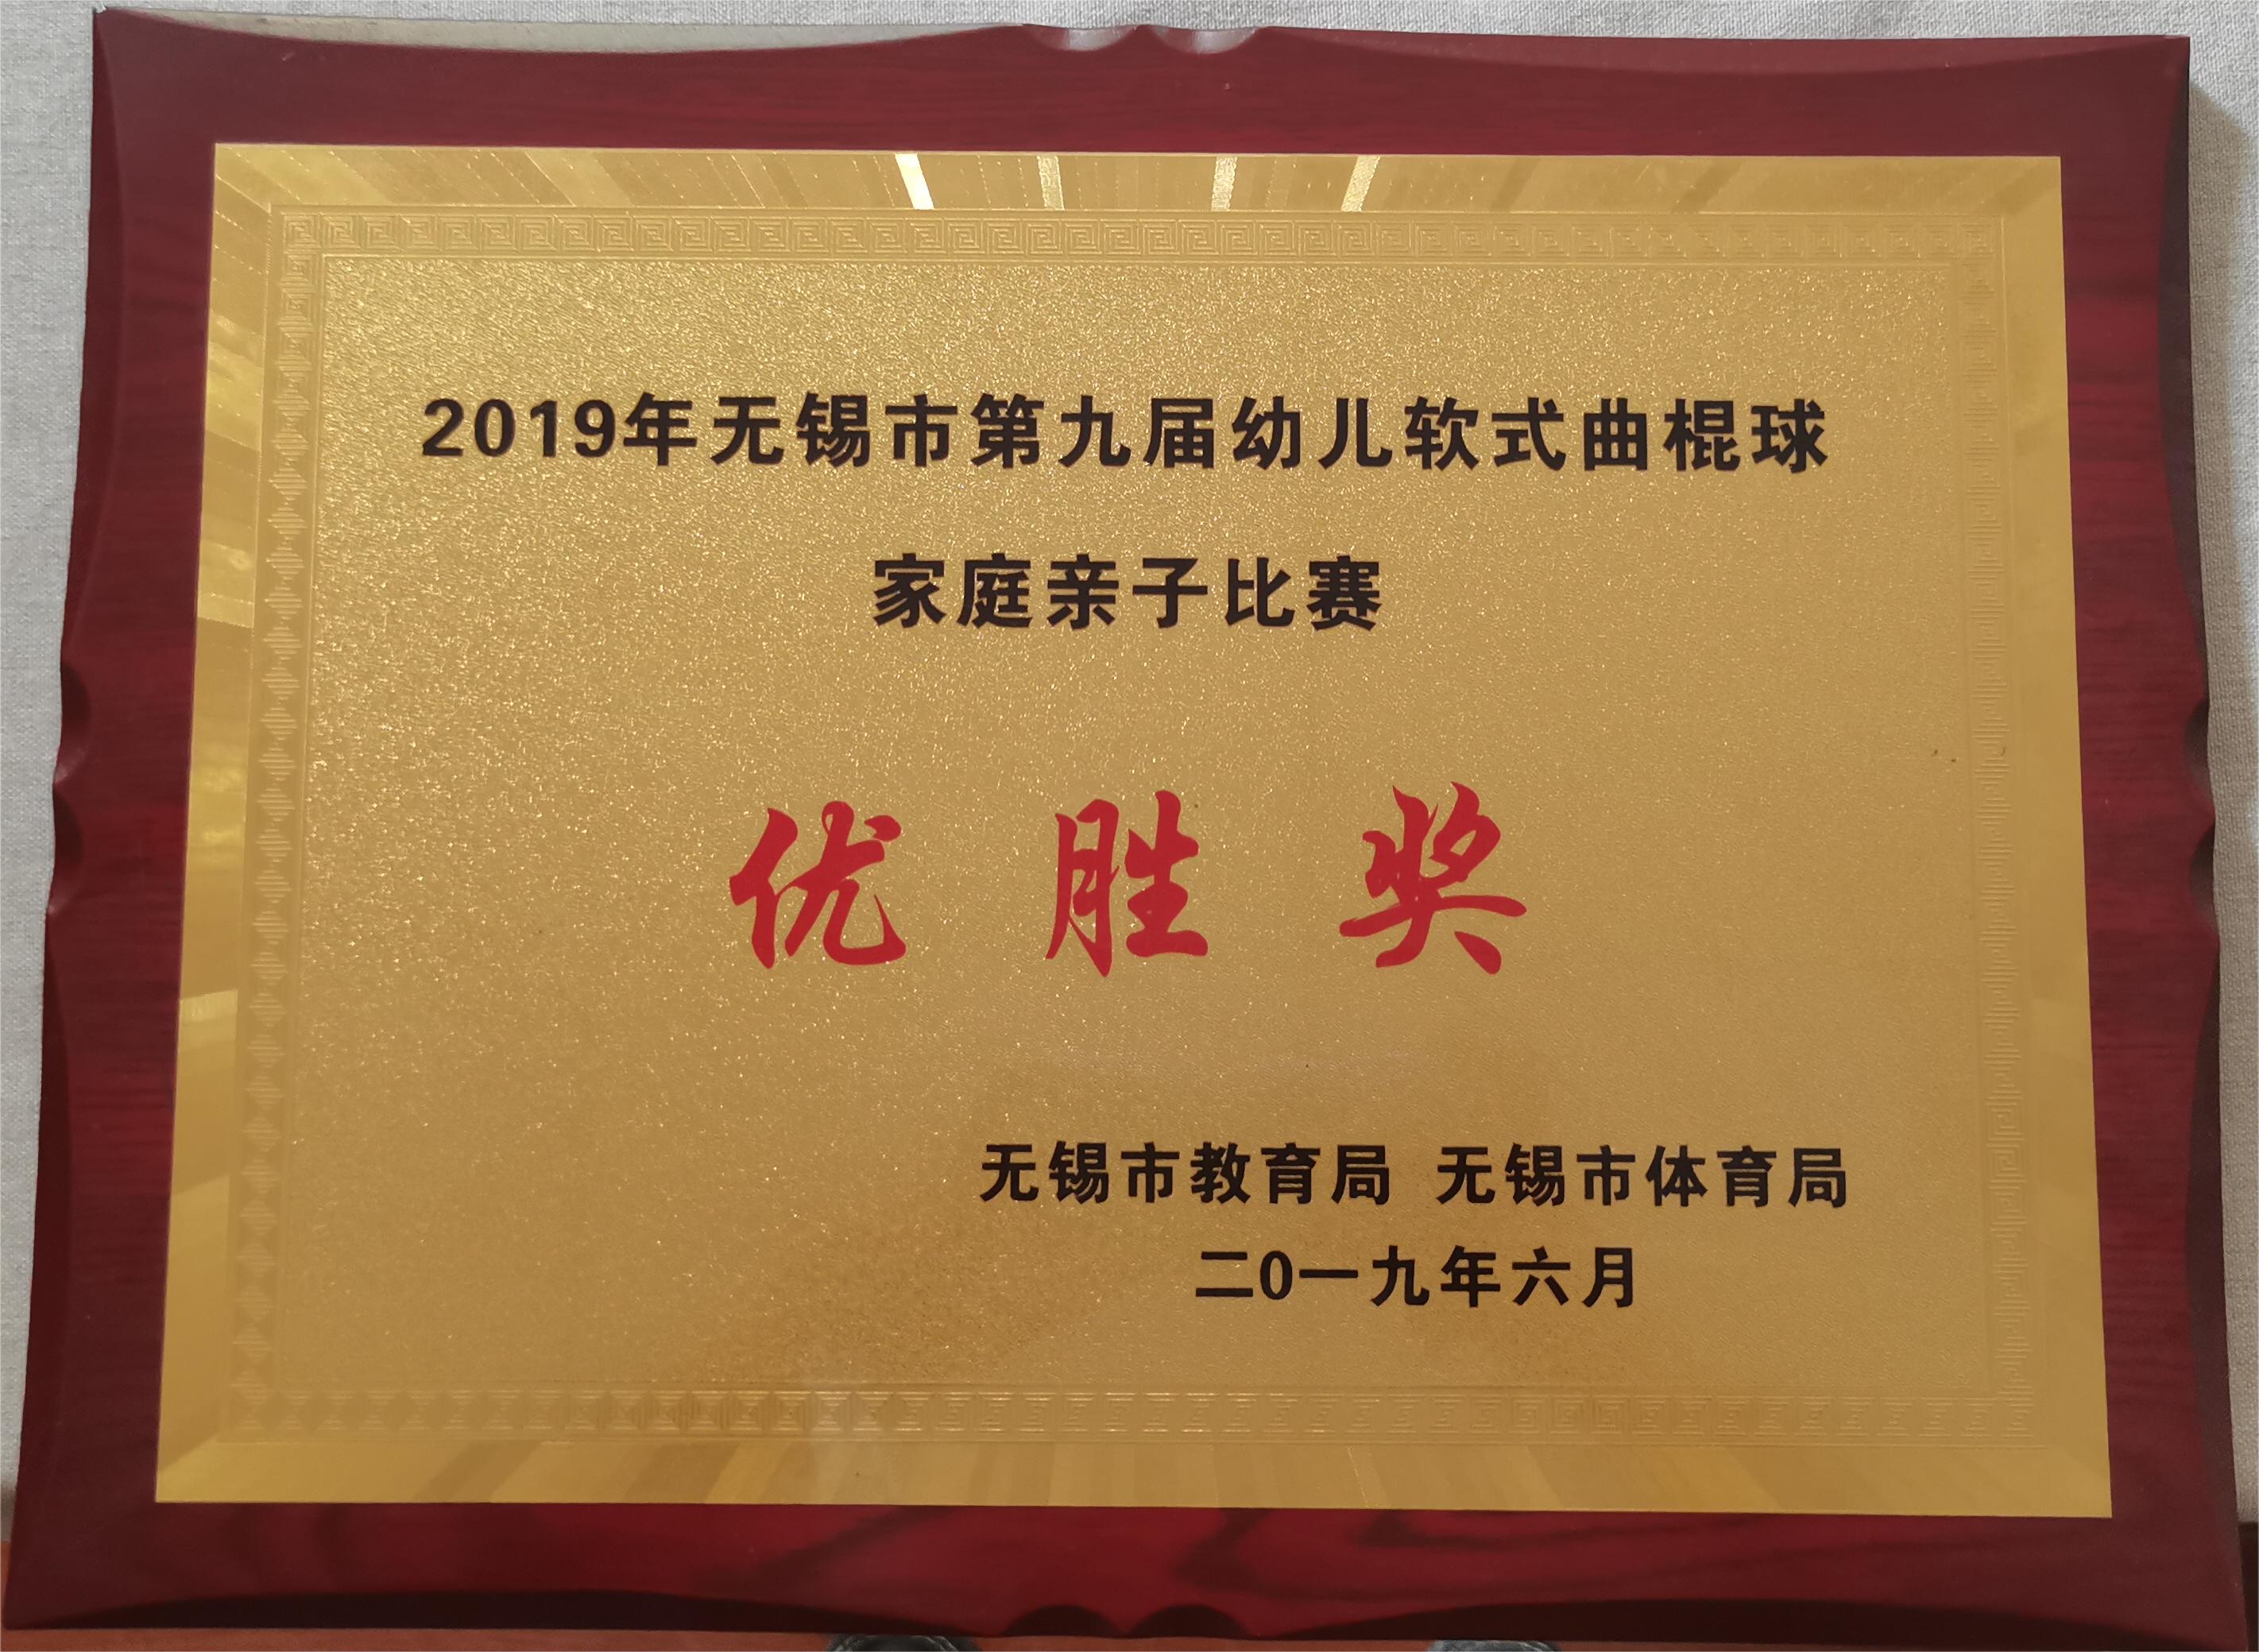 2019年无锡市第九届幼儿软式曲棍球
家庭亲子比赛
优胜奖
无锡市教育局 无锡市体育局
二0一九年六月